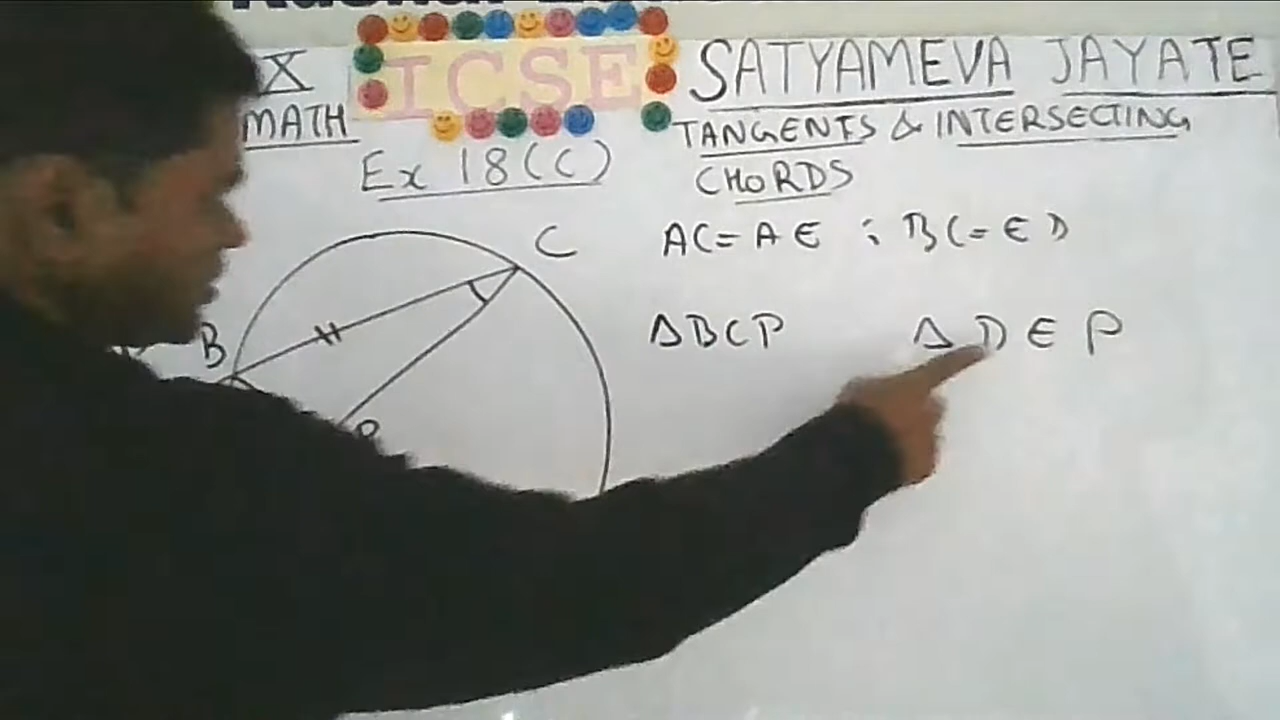 X ICSE SATYAMEVA JAYATE
MATH TANGENTS & INTERSECTING
Ex 18(C) CHORDS
C
AC = AE ; BC = ED
B
ΔBCP ΔDEP
P